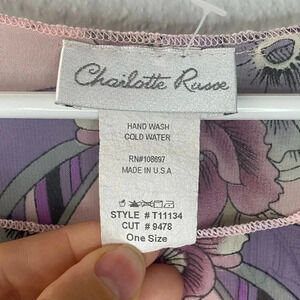 Charlotte Russe
HAND WASH
COLD WATER
RN#108697
MADE IN U.S.A
STYLE # T11134
CUT # 9478
One Size